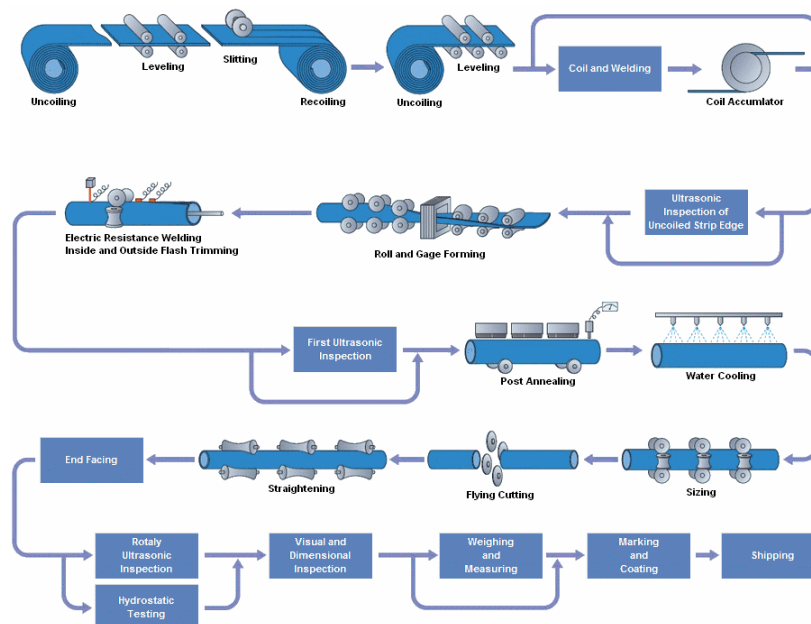 Uncoiling
Leveling
Slitting
Recoiling
Uncoiling
Leveling
Coil and Welding
Coil Accumlator
Electric Resistance Welding
Inside and Outside Flash Trimming
Roll and Gage Forming
Ultrasonic
Inspection of
Uncoiled Strip Edge
First Ultrasonic
Inspection
Post Annealing
Water Cooling
End Facing
Straightening
Flying Cutting
Sizing
Rotaly
Ultrasonic
Inspection
Hydrostatic
Testing
Visual and
Dimensional
Inspection
Weighing
and
Measuring
Marking
and
Coating
Shipping